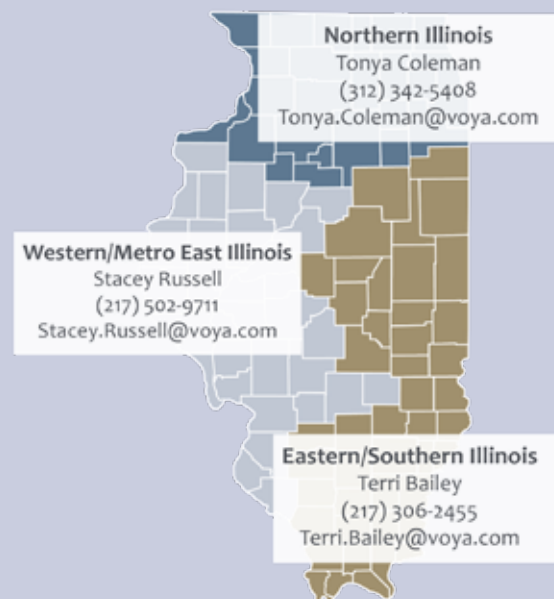 Northern Illinois
Tonya Coleman
(312) 342-5408
Tonya.Coleman@voya.com
Western/Metro East Illinois
Stacey Russell
(217) 502-9711
Stacey.Russell@voya.com
Eastern/Southern Illinois
Terri Bailey
(217) 306-2455
Terri.Bailey@voya.com